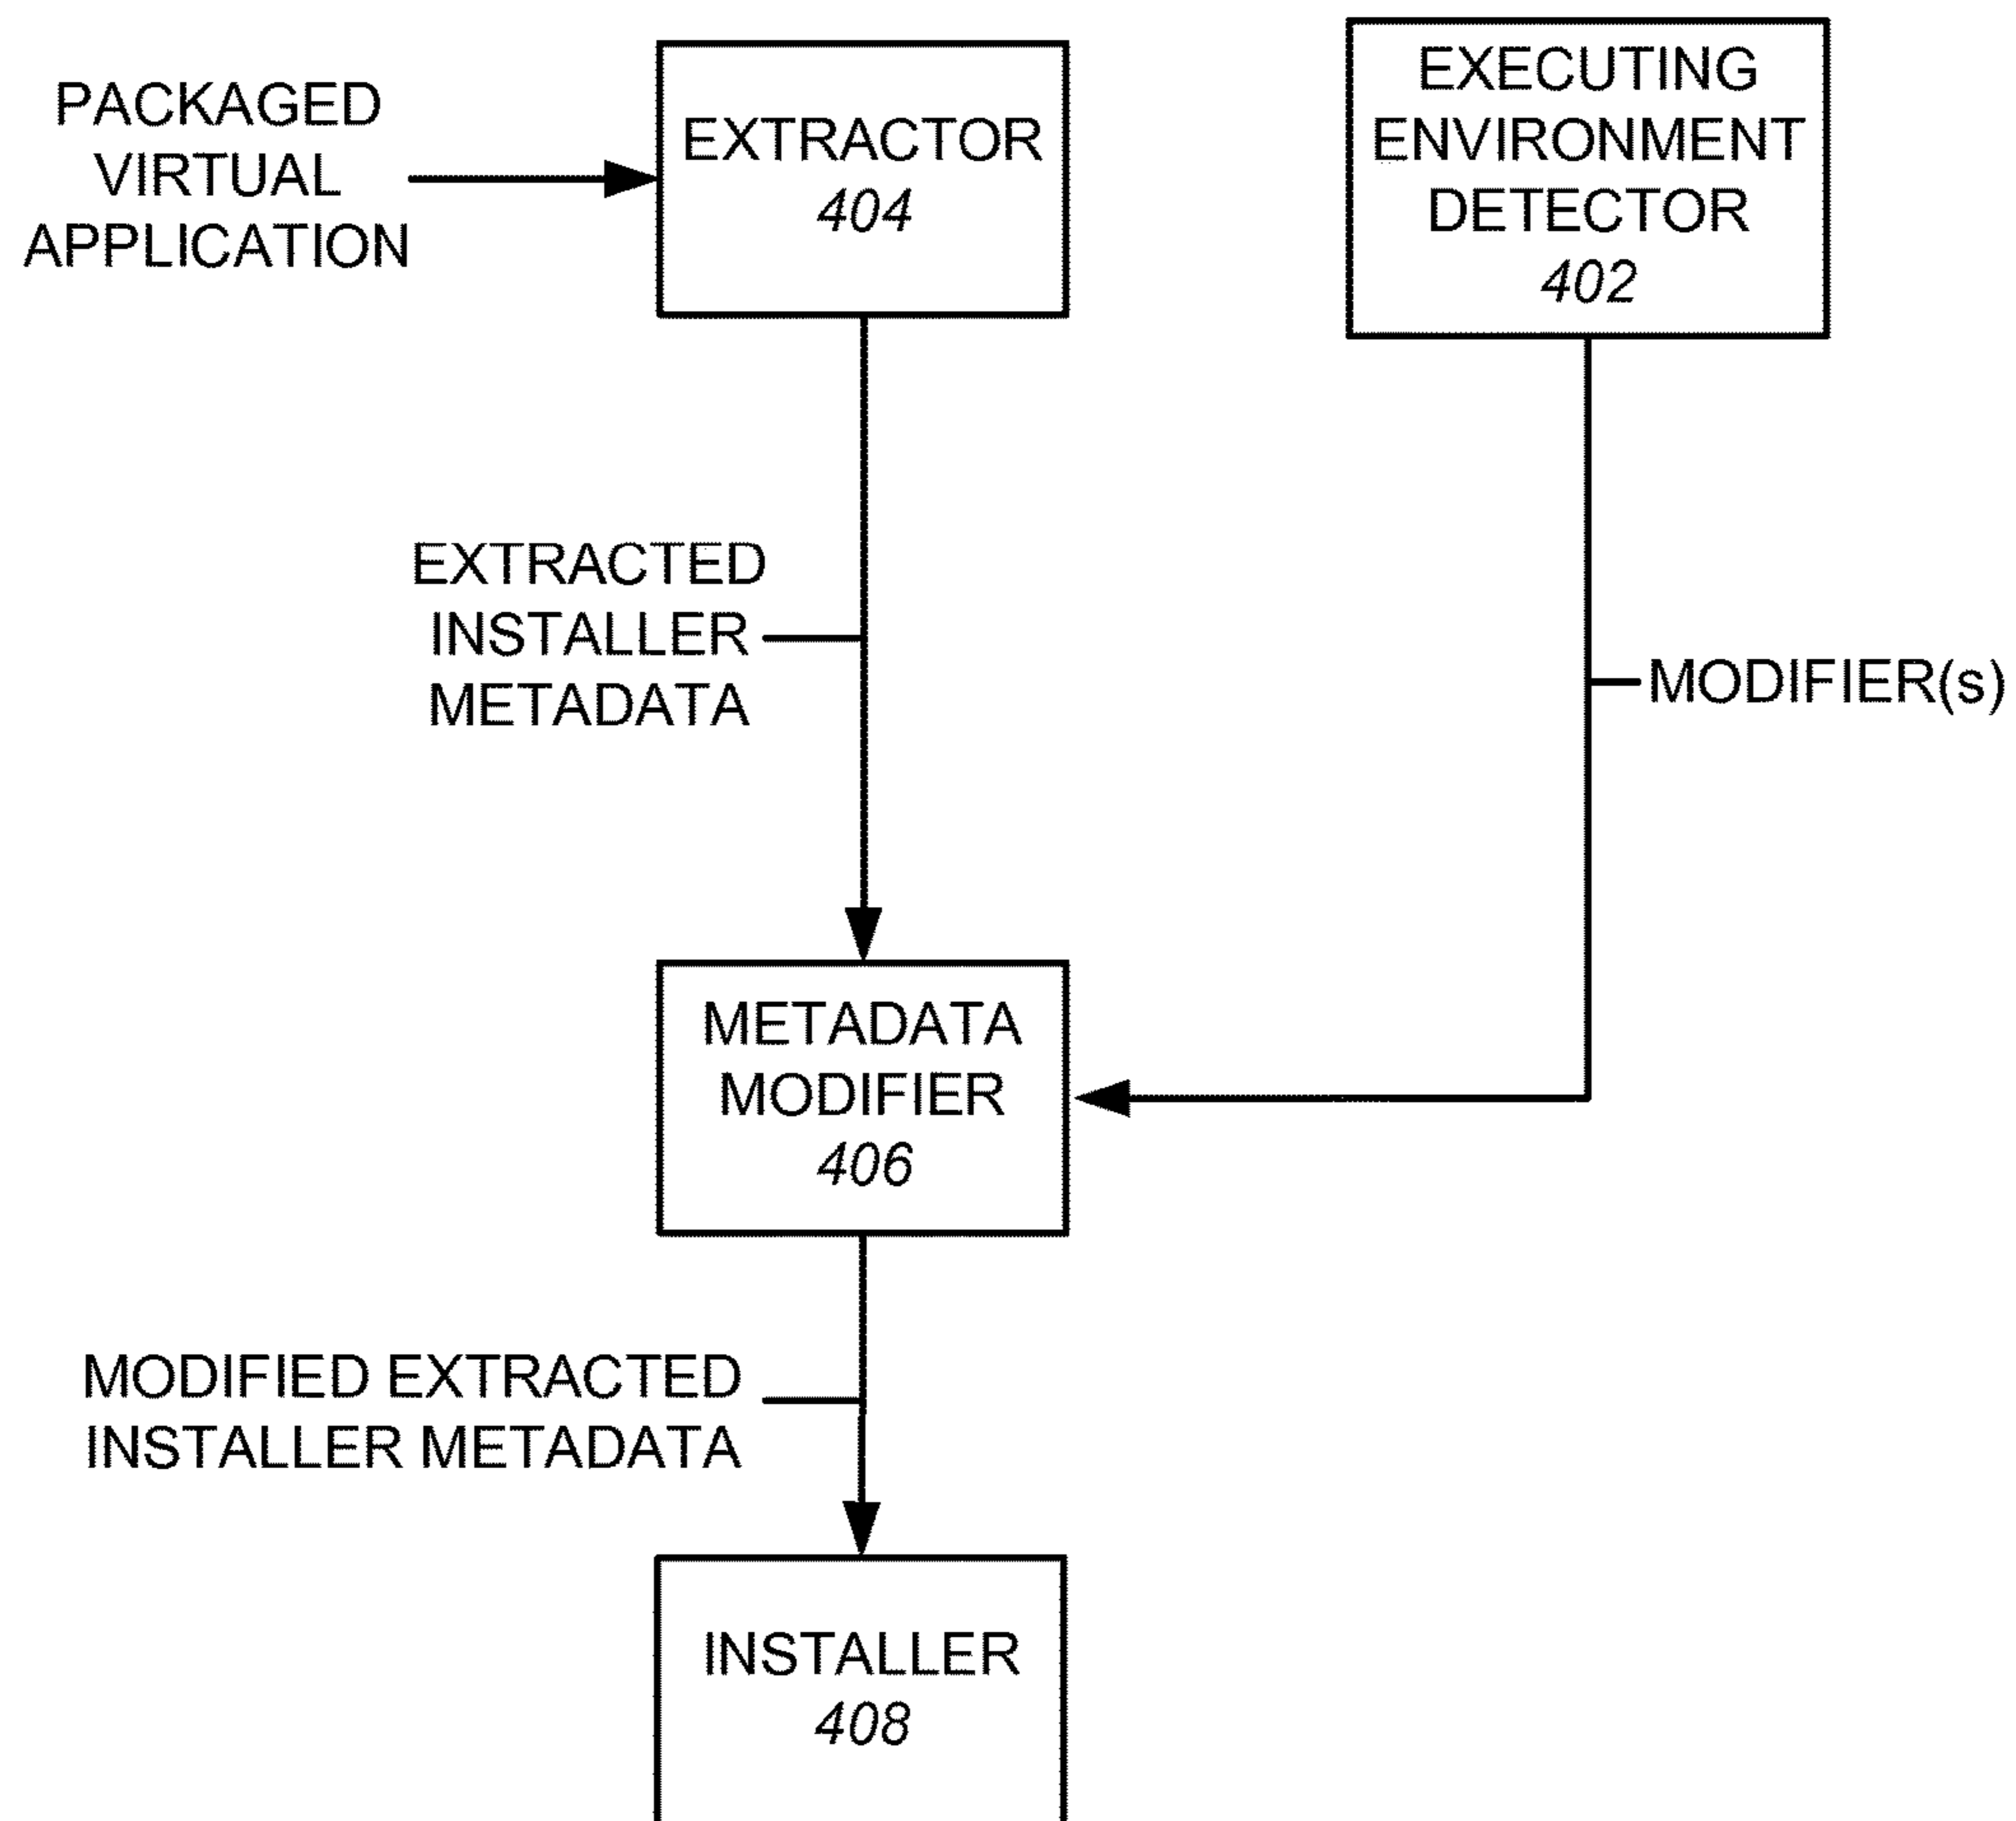 PACKAGED
VIRTUAL
APPLICATION
EXTRACTOR
404
EXECUTING
ENVIRONMENT
DETECTOR
402
EXTRACTED
INSTALLER
METADATA
MODIFIER(s)
METADATA
MODIFIER
406
MODIFIED EXTRACTED
INSTALLER METADATA
INSTALLER
408